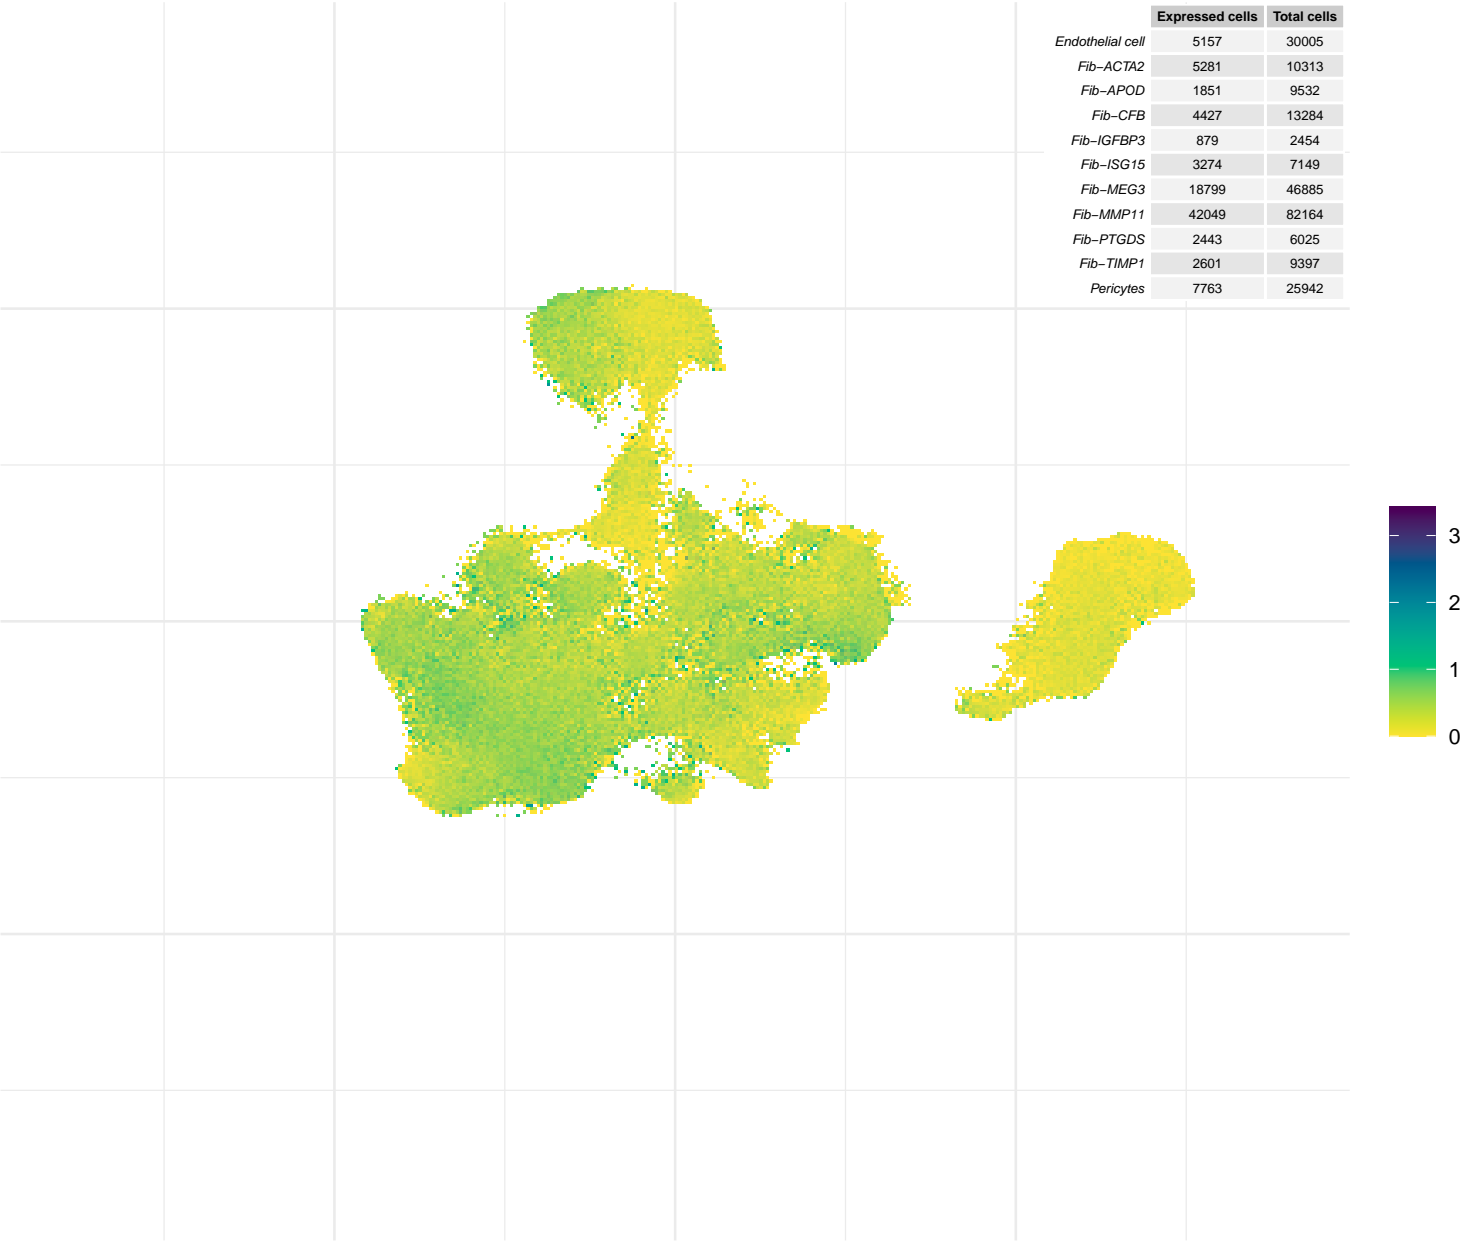 Expressed cells Total cells
Endothelial cell 5157 30005
Fib−ACTA2 5281 10313
Fib−APOD 1851 9532
Fib−CFB 4427 13284
Fib−IGFBP3 879 2454
Fib−ISG15 3274 7149
Fib−MEG3 18799 46885
Fib−MMP11 42049 82164
Fib−PTGDS 2443 6025
Fib−TIMP1 2601 9397
Pericytes 7763 25942
3
2
1
0